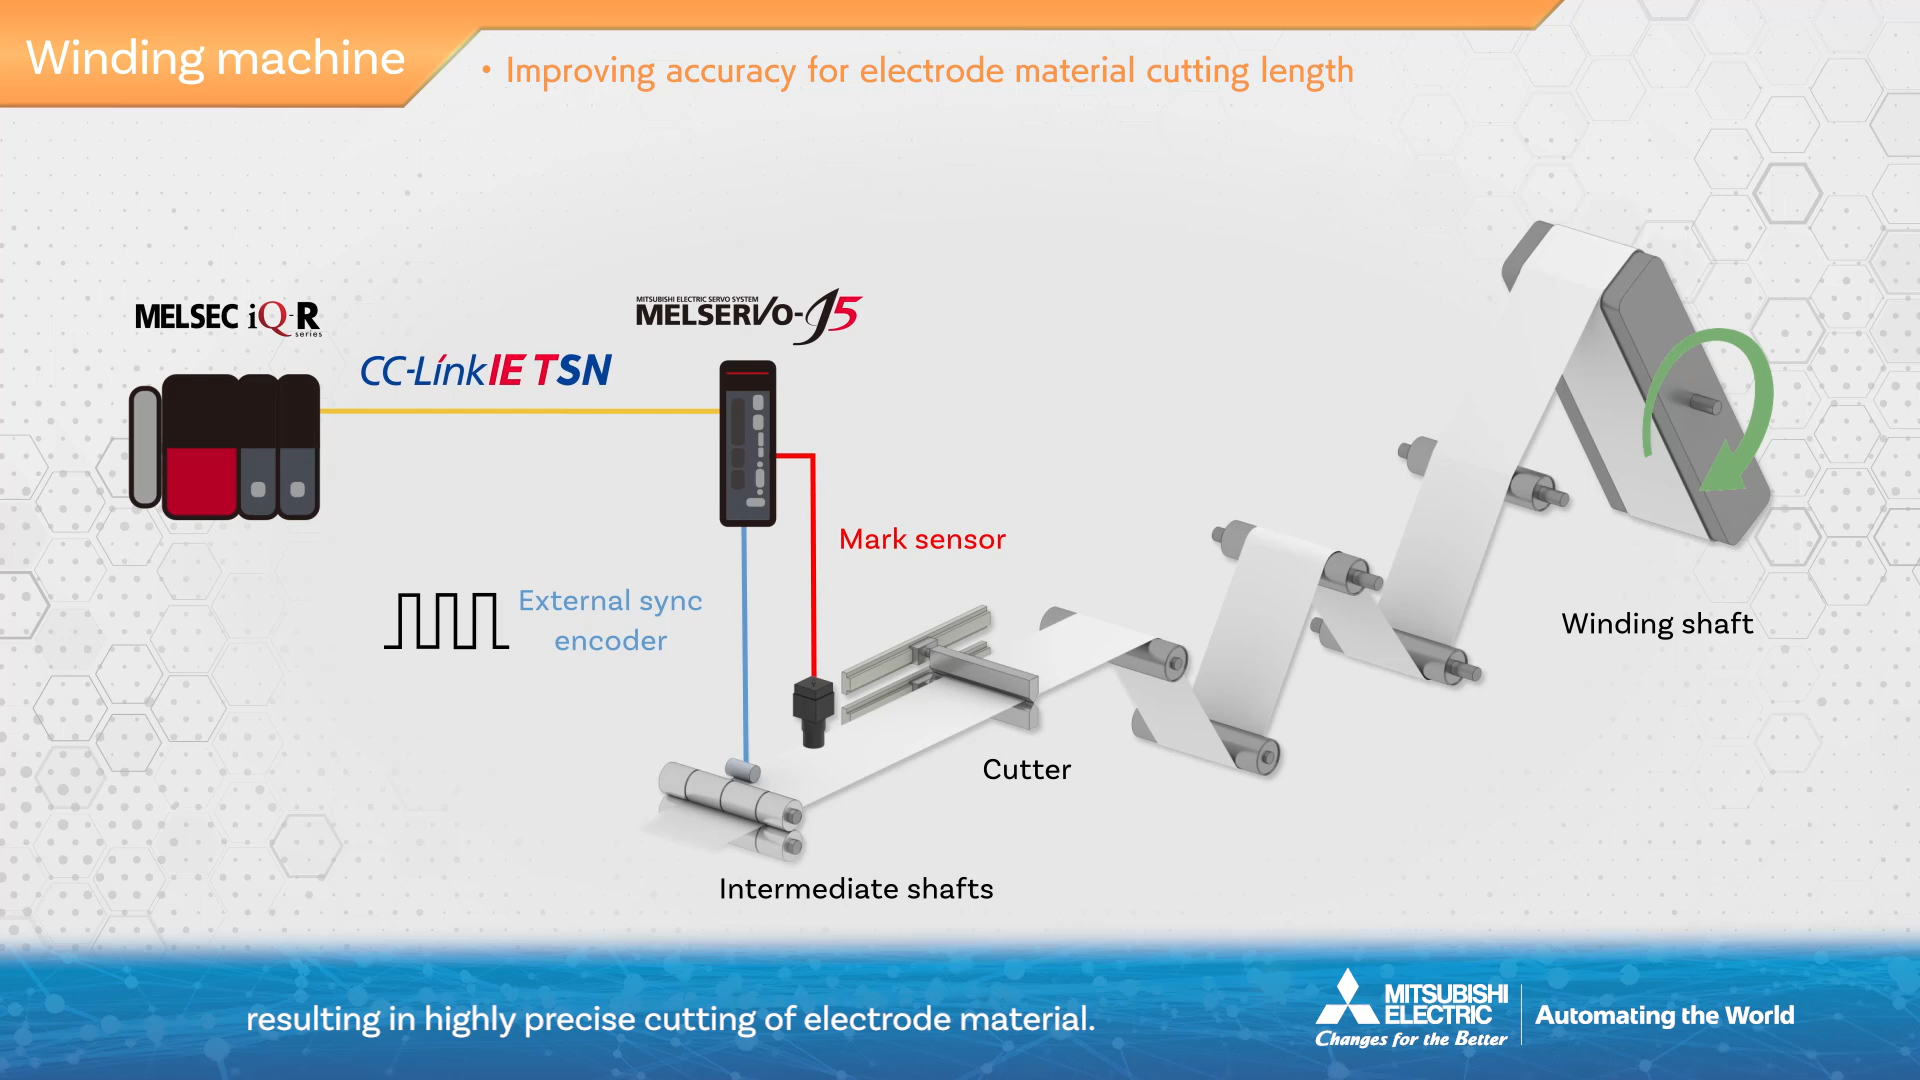 Winding machine
• Improving accuracy for electrode material cutting length
MELSEC iQ-R
series
MITSUBISHI ELECTRIC SERVO SYSTEM
MELSERVO-J5
CC-Link IE TSN
Mark sensor
External sync
encoder
Winding shaft
Cutter
Intermediate shafts
resulting in highly precise cutting of electrode material.
MITSUBISHI
ELECTRIC
Changes for the Better
Automating the World